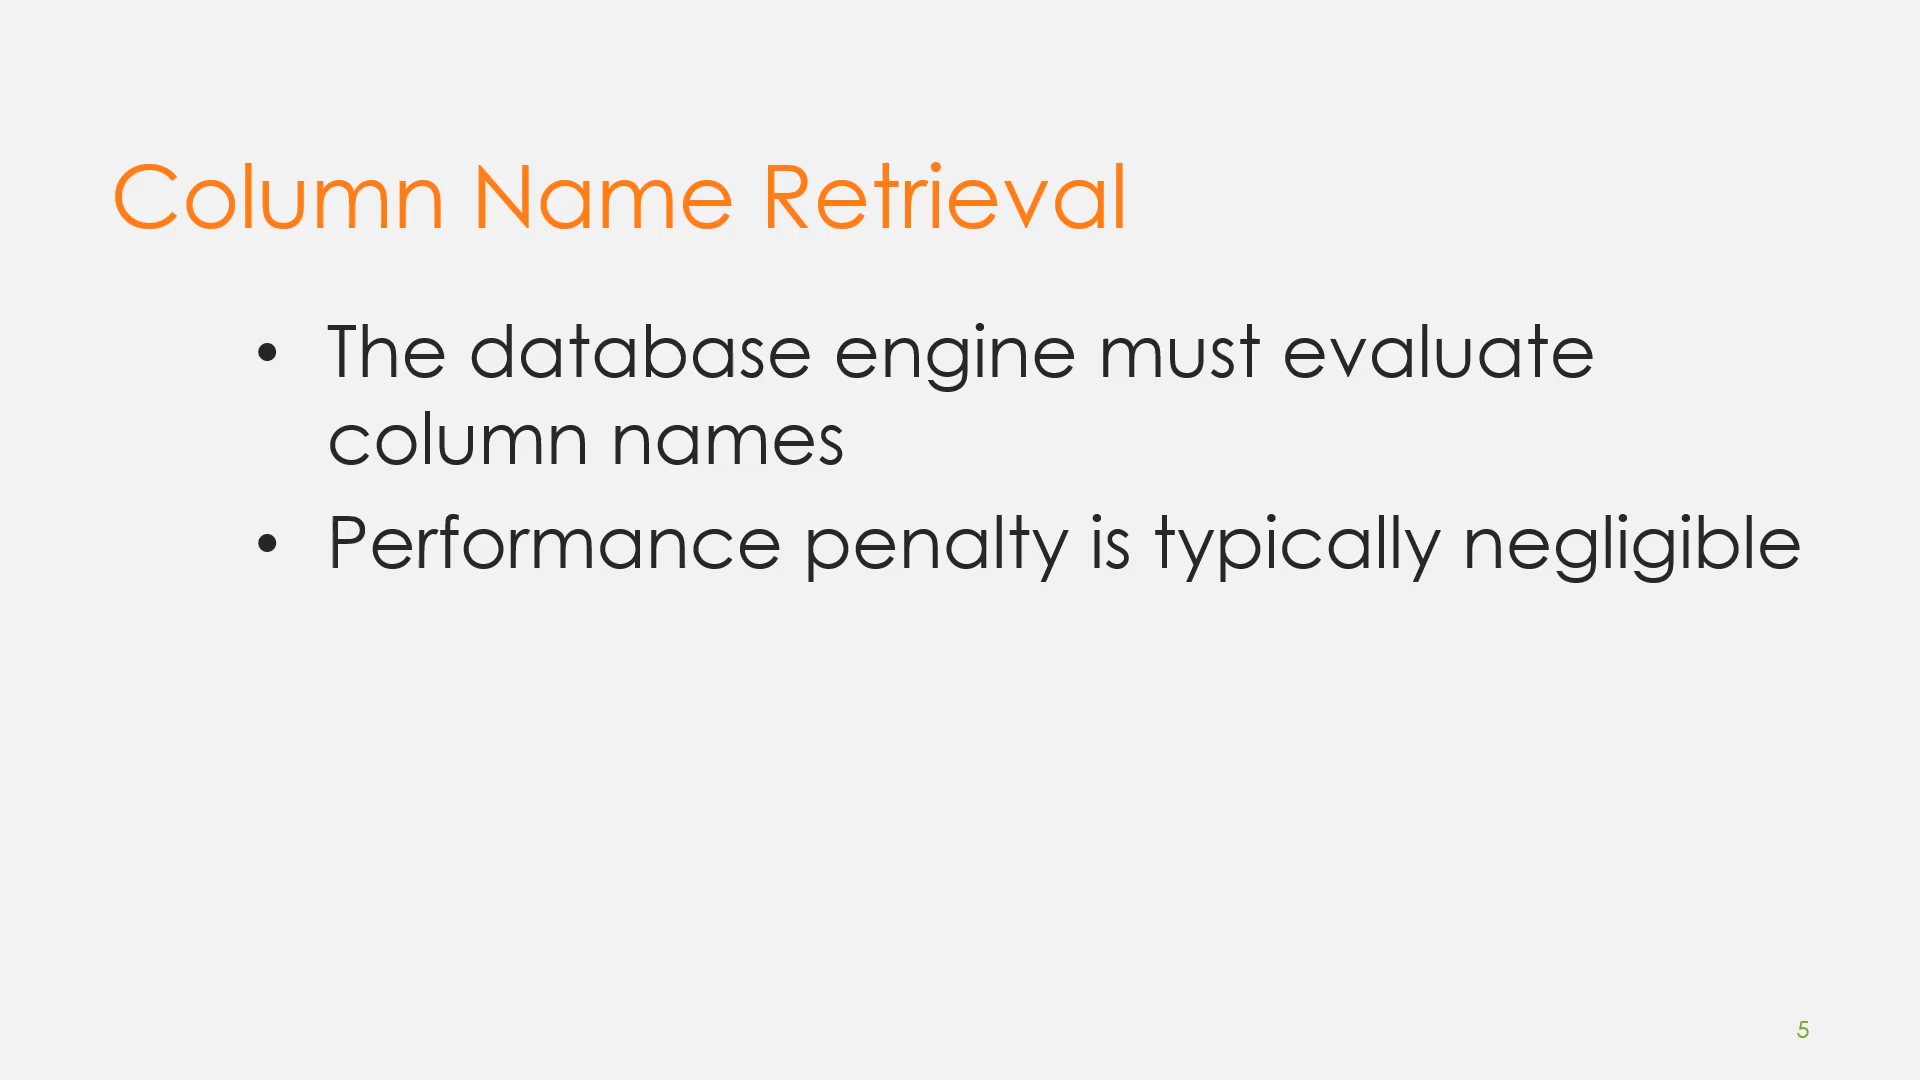 Column Name Retrieval
• The database engine must evaluate
column names
• Performance penalty is typically negligible
5